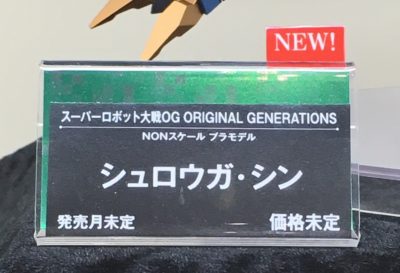 NEW!
スーパーロボット大戦OG ORIGINAL GENERATIONS
NONスケール プラモデル
シュロウガ・シン
発売月未定 価格未定